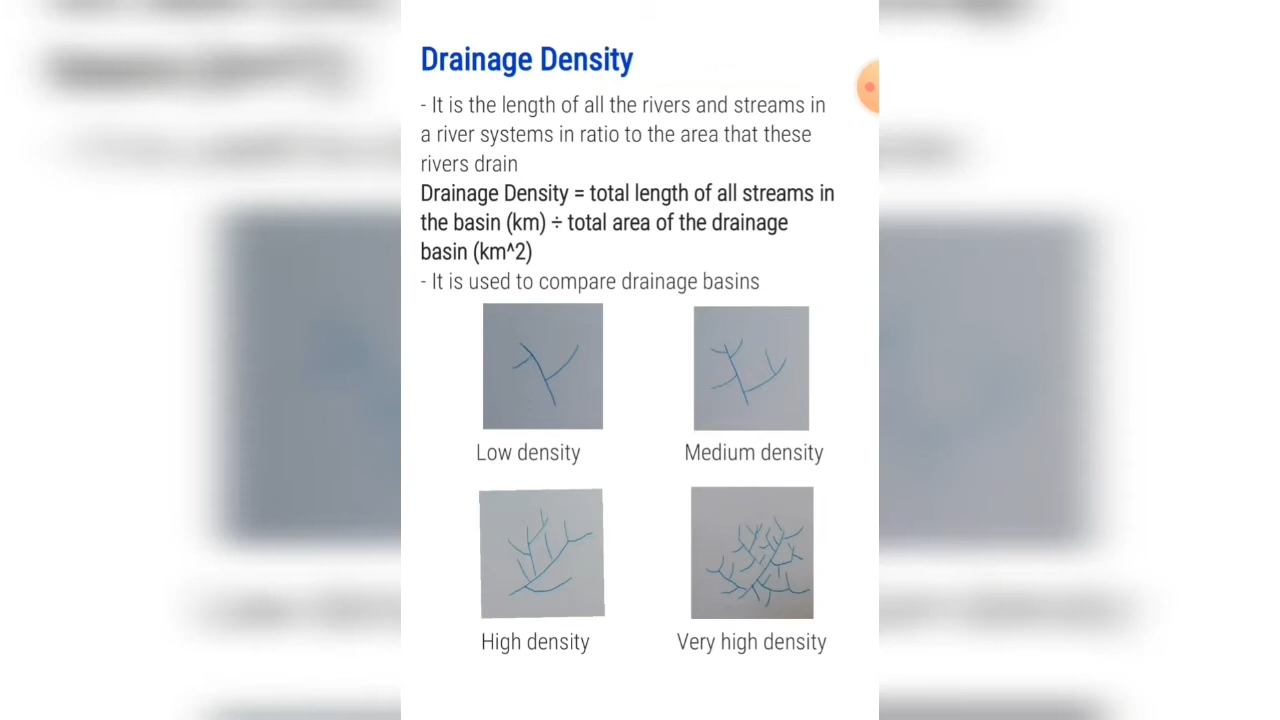 Drainage Density
- It is the length of all the rivers and streams in
a river systems in ratio to the area that these
rivers drain
Drainage Density = total length of all streams in
the basin (km) ÷ total area of the drainage
basin (km^2)
- It is used to compare drainage basins
Low density
Medium density
High density
Very high density